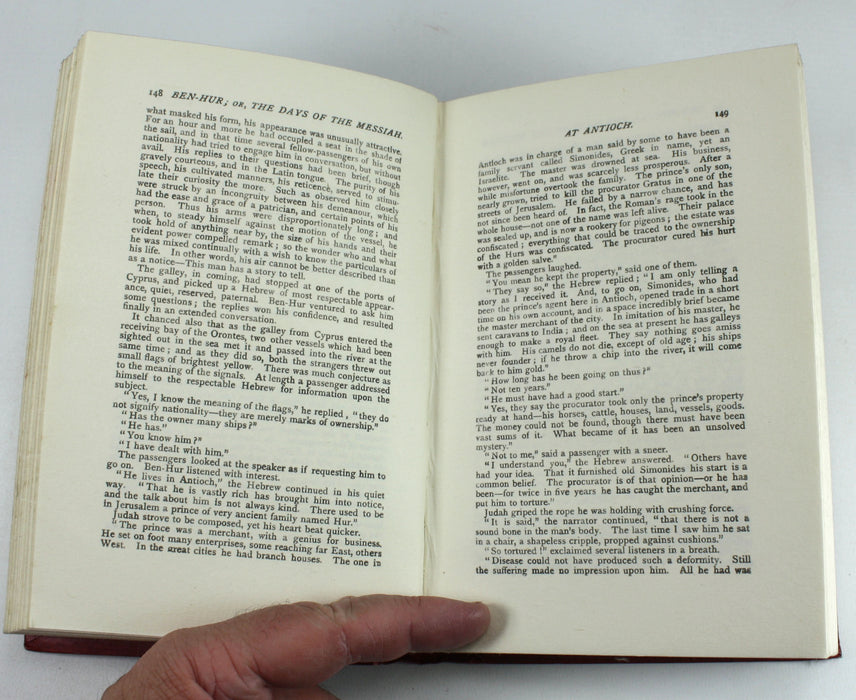 148 BEN-HUR; OR, THE DAYS OF THE MESSIAH.
what masked his form, his appearance was unusually attractive.
For an hour and more he had occupied a seat in the shade of
the sail, and in that time several fellow-passengers of his own
nationality had tried to engage him in conversation, but without
avail. His replies to their questions had been brief, though
gravely courteous, and in the Latin tongue. The purity of his
speech, his cultivated manners, his reticence, served to stimu-
late their curiosity the more. Such as observed him closely
were struck by an incongruity between his demeanour, which
had the ease and grace of a patrician, and certain points of his
person. Thus his arms were disproportionately long; and
when, to steady himself against the motion of the vessel, he
took hold of anything near by, the size of his hands and their
evident power compelled remark; so the wonder who and what
he was mixed continually with a wish to know the particulars of
his life. In other words, his air cannot be better described than
as a notice—This man has a story to tell.
The galley, in coming, had stopped at one of the ports of
Cyprus, and picked up a Hebrew of most respectable appear-
ance, quiet, reserved, paternal. Ben-Hur ventured to ask him
some questions; the replies won his confidence, and resulted
finally in an extended conversation.
It chanced also that as the galley from Cyprus entered the
receiving bay of the Orontes, two other vessels which had been
sighted out in the sea met it and passed into the river at the
same time; and as they did so, both the strangers threw out
small flags of brightest yellow. There was much conjecture as
to the meaning of the signals. At length a passenger addressed
himself to the respectable Hebrew for information upon the
subject.
"Yes, I know the meaning of the flags," he replied, "they do
not signify nationality—they are merely marks of ownership."
"Has the owner many ships?"
"He has."
"You know him?"
"I have dealt with him."
The passengers looked at the speaker as if requesting him to
go on. Ben-Hur listened with interest.
"He lives in Antioch," the Hebrew continued in his quiet
way. "That he is vastly rich has brought him into notice,
and the talk about him is not always kind. There used to be
in Jerusalem a prince of very ancient family named Hur."
Judah strove to be composed, yet his heart beat quicker.
"The prince was a merchant, with a genius for business.
He set on foot many enterprises, some reaching far East, others
West. In the great cities he had branch houses. The one in
AT ANTIOCH. 149
Antioch was in charge of a man said by some to have been a
family servant called Simonides, Greek in name, yet an
Israelite. The master was drowned at sea. His business,
however, went on, and was scarcely less prosperous. After a
while misfortune overtook the family. The prince's only son,
nearly grown, tried to kill the procurator Gratus in one of the
streets of Jerusalem. He failed by a narrow chance, and has
not since been heard of. In fact, the Roman's rage took in the
whole house—not one of the name was left alive. Their palace
was sealed up, and is now a rookery for pigeons; the estate was
confiscated; everything that could be traced to the ownership
of the Hurs was confiscated. The procurator cured his hurt
with a golden salve."
The passengers laughed.
"You mean he kept the property," said one of them.
"They say so," the Hebrew replied; "I am only telling a
story as I received it. And, to go on, Simonides, who had
been the prince's agent here in Antioch, opened trade in a short
time on his own account, and in a space incredibly brief became
the master merchant of the city. In imitation of his master, he
sent caravans to India; and on the sea at present he has galleys
enough to make a royal fleet. They say nothing goes amiss
with him. His camels do not die, except of old age; his ships
never founder; if he throw a chip into the river, it will come
back to him gold."
"How long has he been going on thus?"
"Not ten years."
"He must have had a good start."
"Yes, they say the procurator took only the prince's property
ready at hand—his horses, cattle, houses, land, vessels, goods.
The money could not be found, though there must have been
vast sums of it. What became of it has been an unsolved
mystery."
"Not to me," said a passenger with a sneer.
"I understand you," the Hebrew answered. "Others have
had your idea. That it furnished old Simonides his start is a
common belief. The procurator is of that opinion—or he has
been—for twice in five years he has caught the merchant, and
put him to torture."
Judah griped the rope he was holding with crushing force.
"It is said," the narrator continued, "that there is not a
sound bone in the man's body. The last time I saw him he sat
in a chair, a shapeless cripple, propped against cushions."
"So tortured!" exclaimed several listeners in a breath.
"Disease could not have produced such a deformity. Still
the suffering made no impression upon him. All he had was